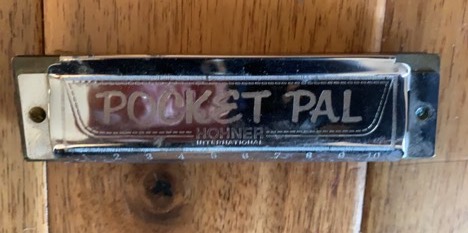 POCKET PAL
HOHNER
INTERNATIONAL
2 3 4 5 6 7 8 9 10